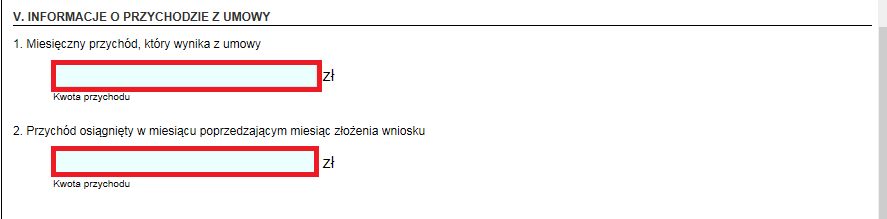 V. INFORMACJE O PRZYCHODZIE Z UMOWY
1. Miesięczny przychód, który wynika z umowy
zł
Kwota przychodu
2. Przychód osiągnięty w miesiącu poprzedzającym miesiąc złożenia wniosku
zł
Kwota przychodu